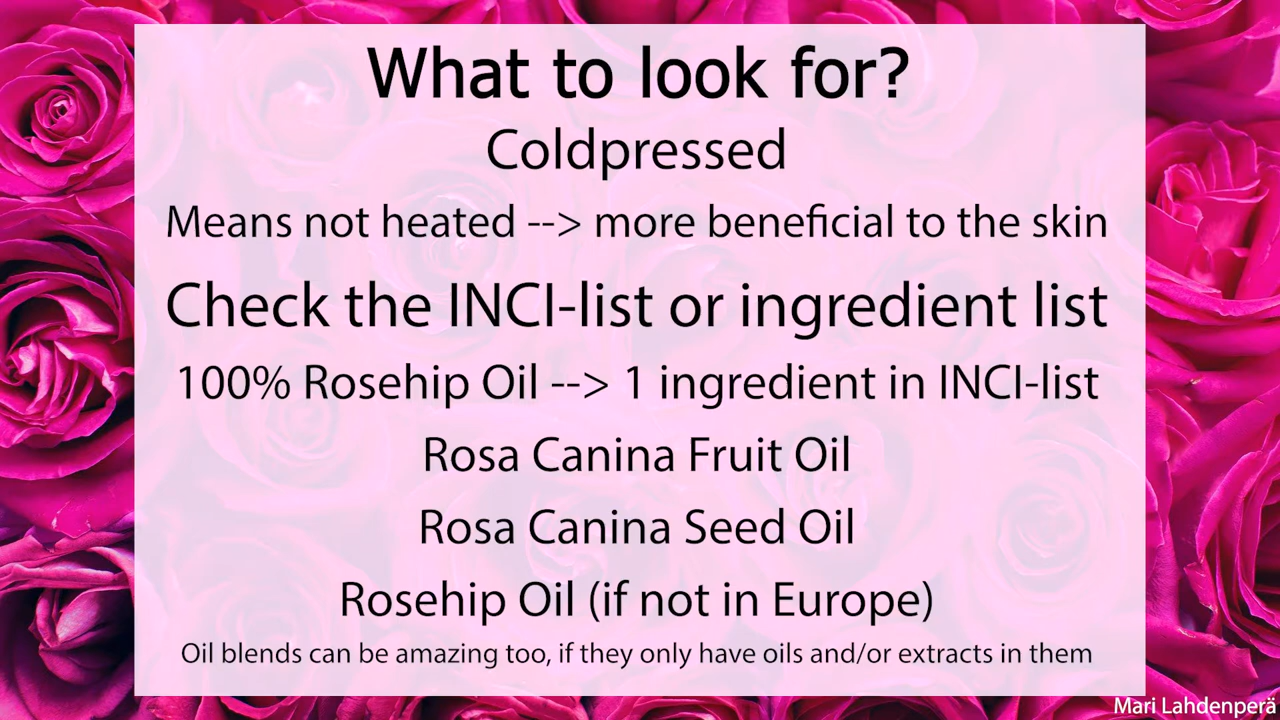 What to look for?
Coldpressed
Means not heated --> more beneficial to the skin
Check the INCI-list or ingredient list
100% Rosehip Oil --> 1 ingredient in INCI-list
Rosa Canina Fruit Oil
Rosa Canina Seed Oil
Rosehip Oil (if not in Europe)
Oil blends can be amazing too, if they only have oils and/or extracts in them
Mari Lahdenperä